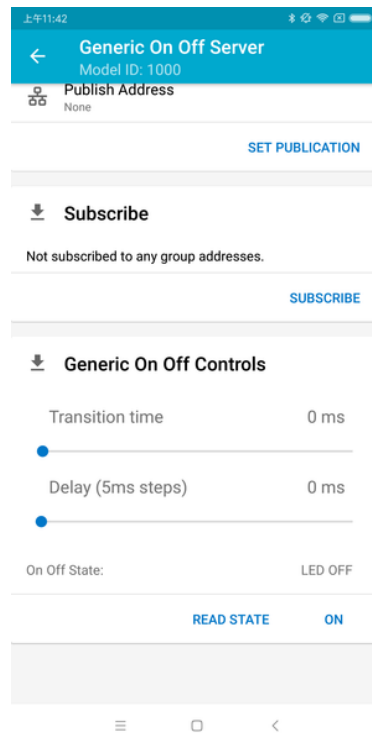 上午11:42
Generic On Off Server
Model ID: 1000
Publish Address
None
SET PUBLICATION
Subscribe
Not subscribed to any group addresses.
SUBSCRIBE
Generic On Off Controls
Transition time 0 ms
Delay (5ms steps) 0 ms
On Off State: LED OFF
READ STATE ON